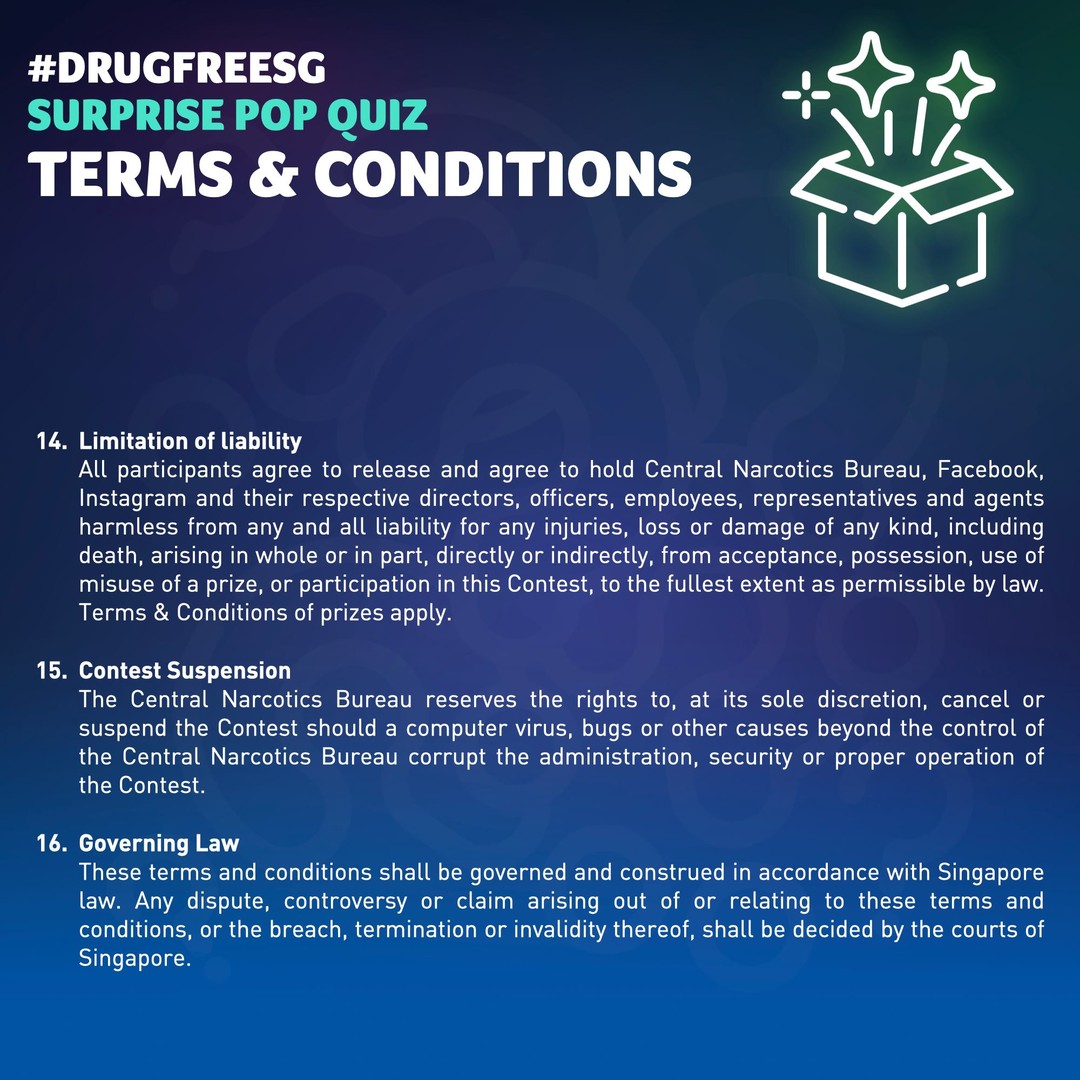 #DRUGFREESG
SURPRISE POP QUIZ
TERMS & CONDITIONS
14. Limitation of liability
All participants agree to release and agree to hold Central Narcotics Bureau, Facebook,
Instagram and their respective directors, officers, employees, representatives and agents
harmless from any and all liability for any injuries, loss or damage of any kind, including
death, arising in whole or in part, directly or indirectly, from acceptance, possession, use of
misuse of a prize, or participation in this Contest, to the fullest extent as permissible by law.
Terms & Conditions of prizes apply.
15. Contest Suspension
The Central Narcotics Bureau reserves the rights to, at its sole discretion, cancel or
suspend the Contest should a computer virus, bugs or other causes beyond the control of
the Central Narcotics Bureau corrupt the administration, security or proper operation of
the Contest.
16. Governing Law
These terms and conditions shall be governed and construed in accordance with Singapore
law. Any dispute, controversy or claim arising out of or relating to these terms and
conditions, or the breach, termination or invalidity thereof, shall be decided by the courts of
Singapore.